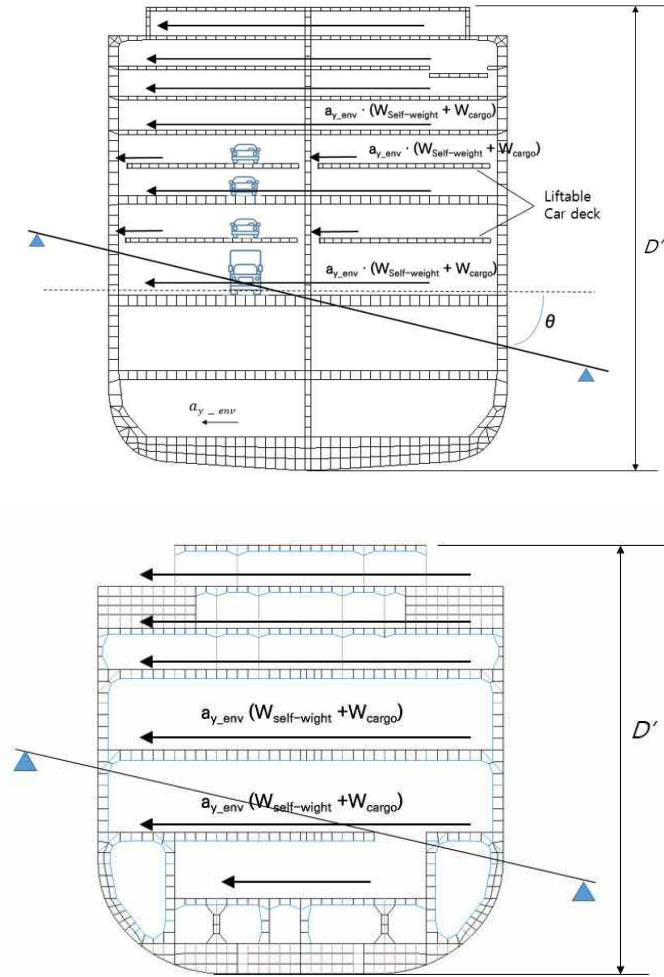 a_y_env · (W_Self-weight + W_cargo)
a_y_env · (W_Self-weight + W_cargo)
Liftable
Car deck
D'
a_y_env · (W_Self-weight + W_cargo)
θ
a_y_env
a_y_env (W_self-wight +W_cargo)
D'
a_y_env (W_self-wight +W_cargo)